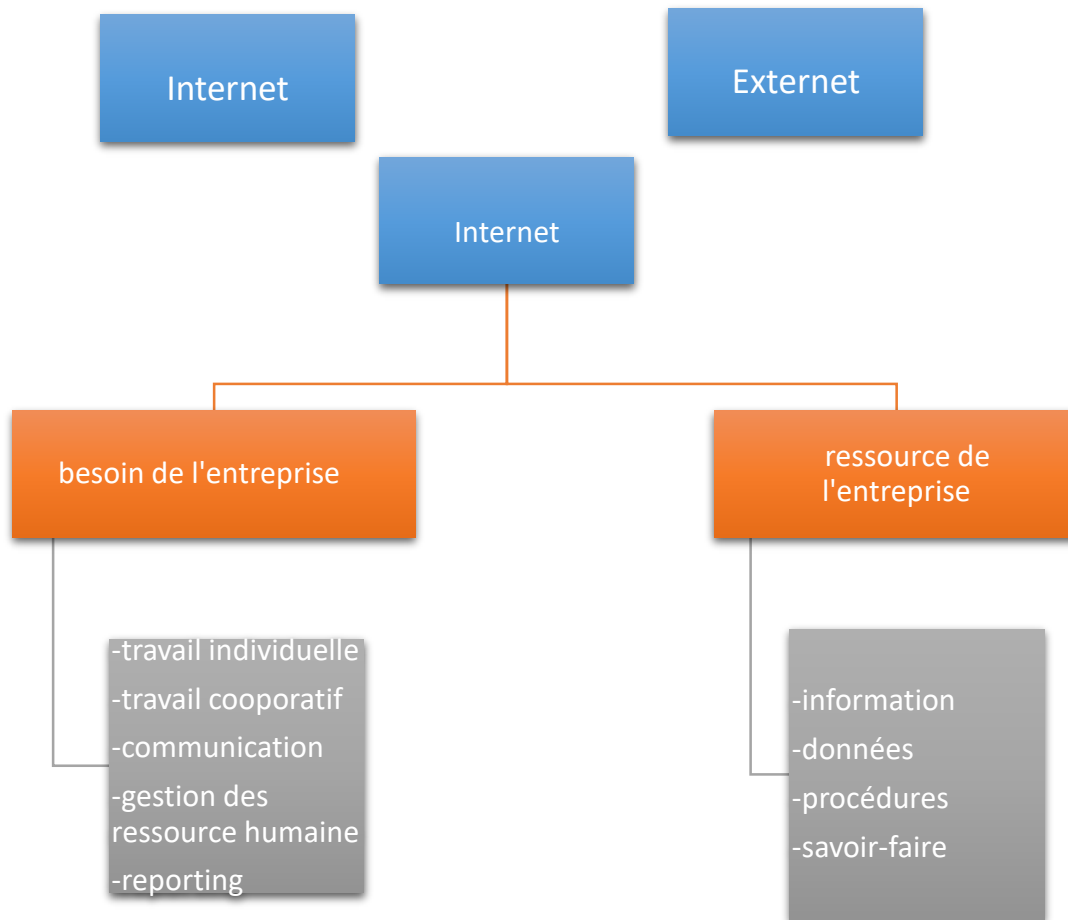 Internet
Externet
Internet
besoin de l'entreprise
ressource de
l'entreprise
-travail individuelle
-travail cooporatif
-communication
-gestion des
ressource humaine
-reporting
-information
-données
-procédures
-savoir-faire